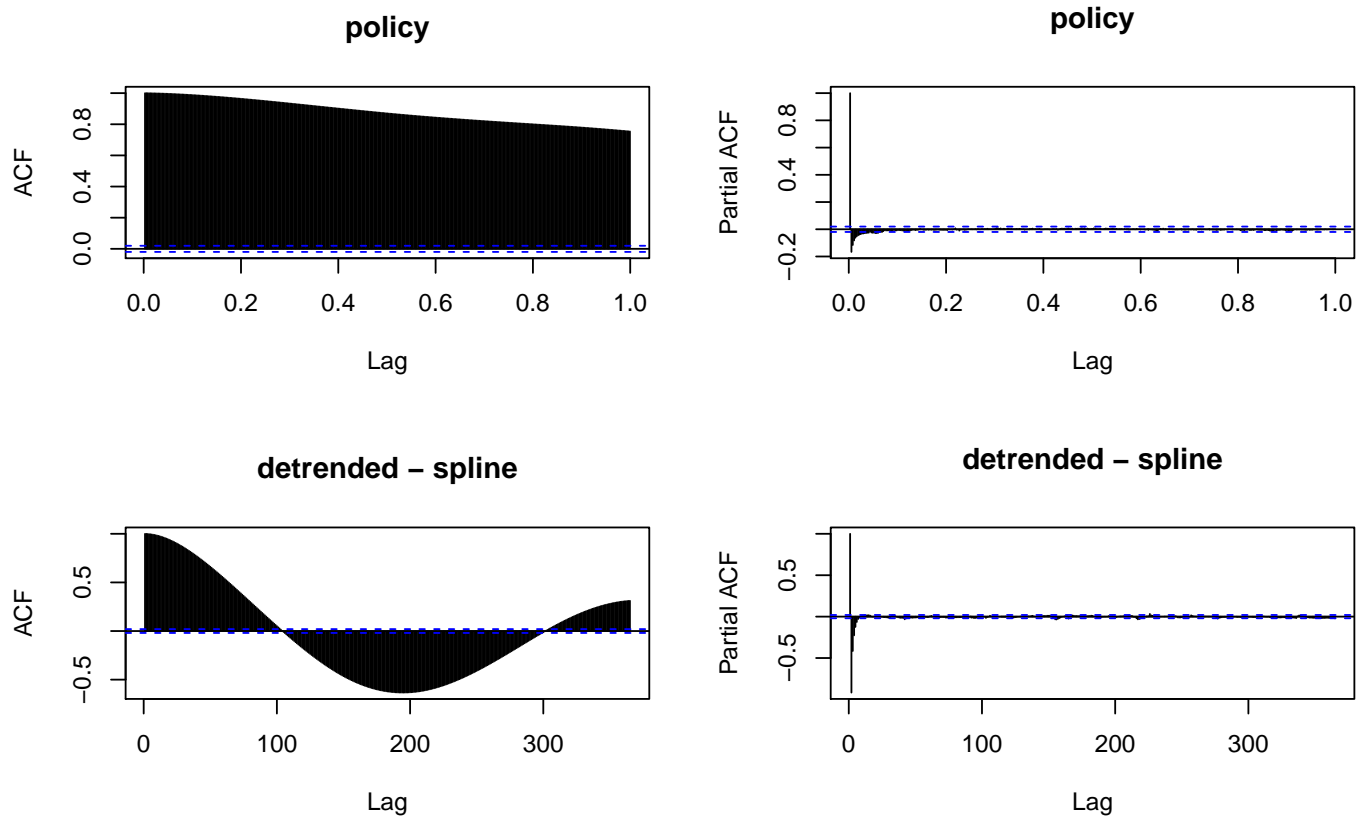 policy
ACF
0.0 0.4 0.8
0.0 0.2 0.4 0.6 0.8 1.0
Lag
policy
Partial ACF
−0.2 0.4 0.8
0.0 0.2 0.4 0.6 0.8 1.0
Lag
detrended − spline
ACF
−0.5 0.5
0 100 200 300
Lag
detrended − spline
Partial ACF
−0.5 0.5
0 100 200 300
Lag